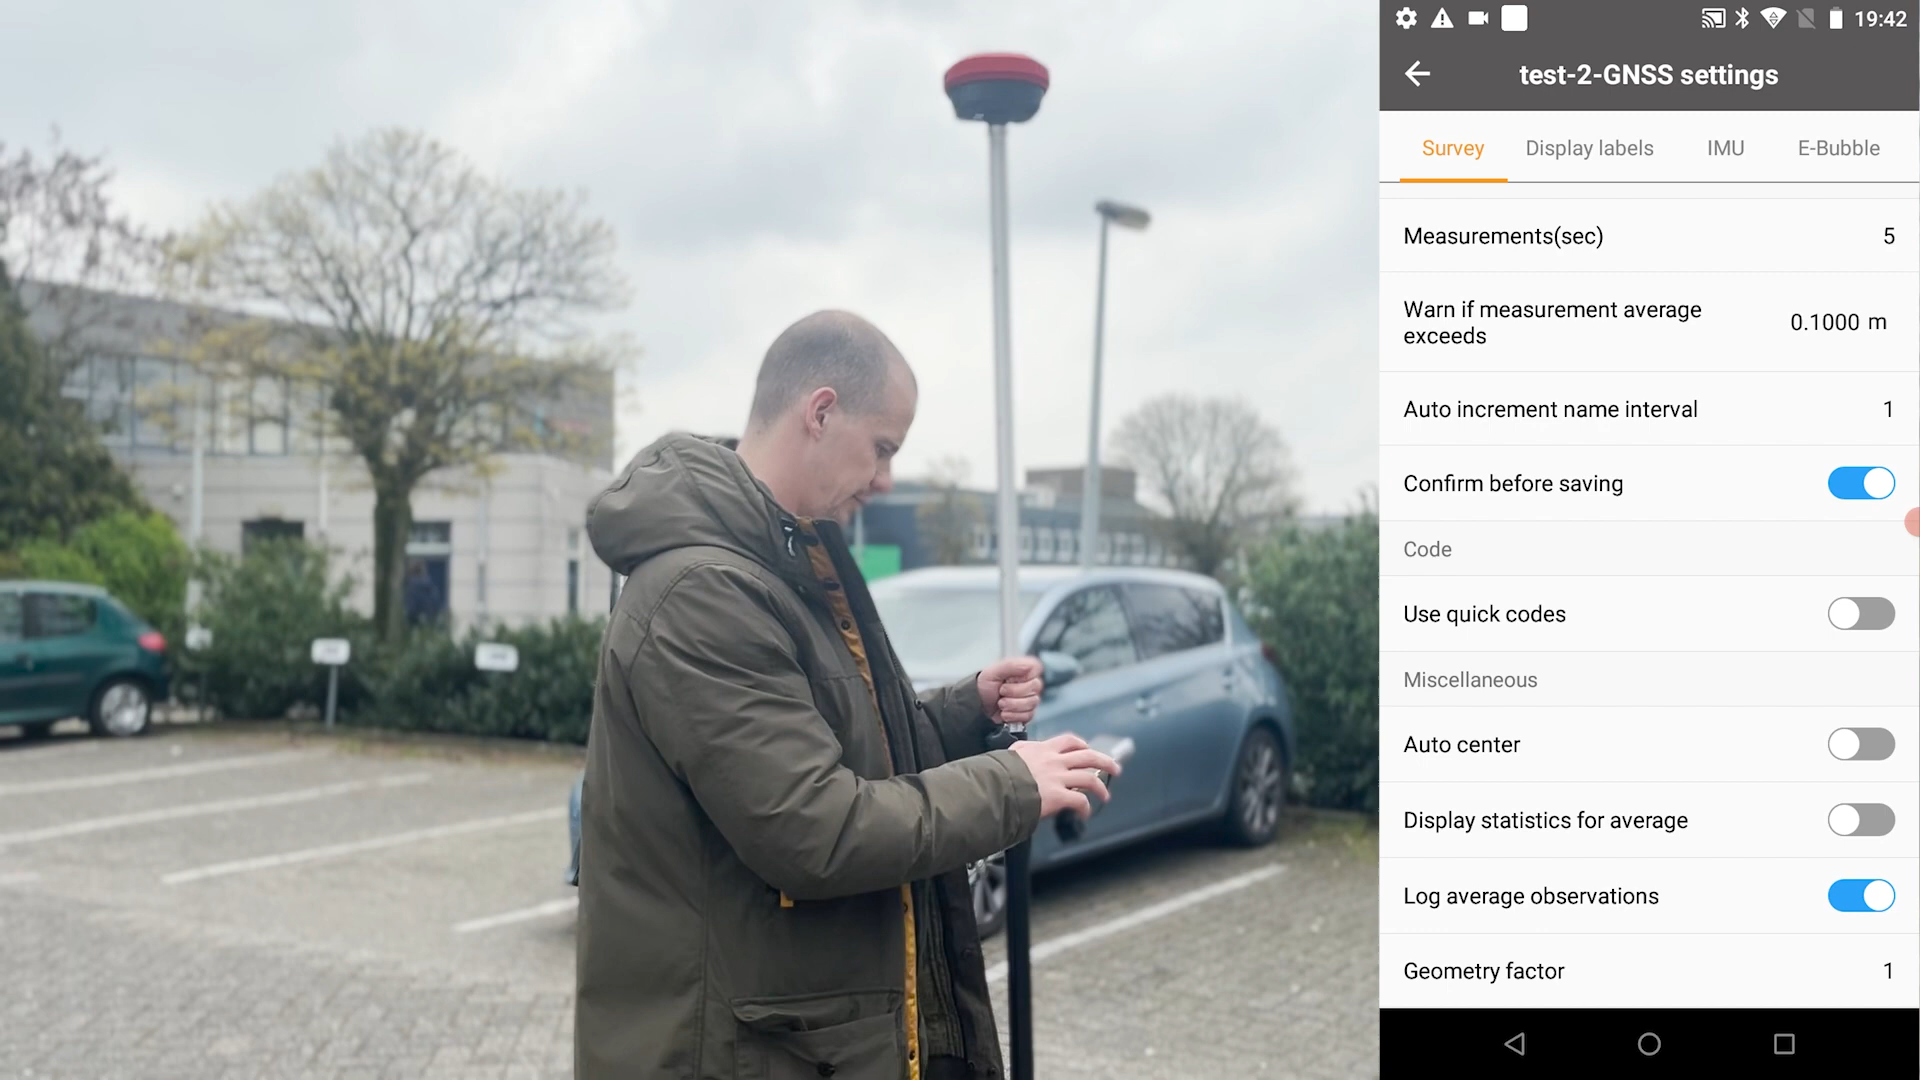 19:42
test-2-GNSS settings
Survey Display labels IMU E-Bubble
Measurements(sec) 5
Warn if measurement average
exceeds 0.1000 m
Auto increment name interval 1
Confirm before saving
Code
Use quick codes
Miscellaneous
Auto center
Display statistics for average
Log average observations
Geometry factor 1